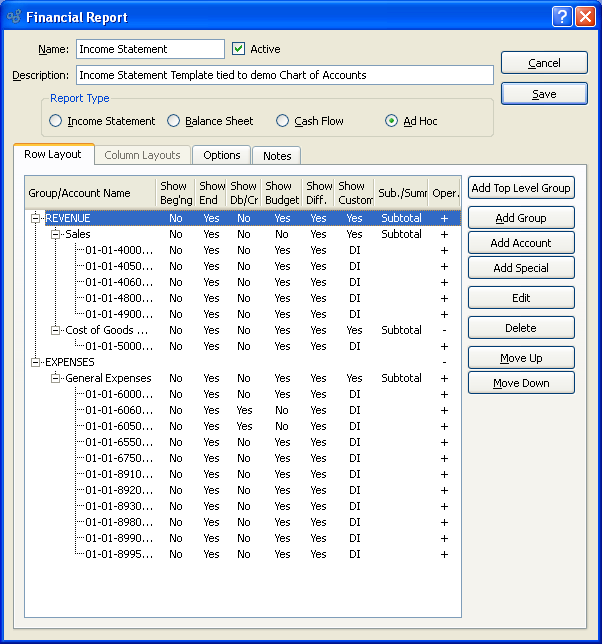 Financial Report
Name: Income Statement Active
Cancel
Description: Income Statement Template tied to demo Chart of Accounts
Save
Report Type
Income Statement Balance Sheet Cash Flow Ad Hoc
Row Layout Column Layouts Options Notes
Group/Account Name Show Beg'ng Show End Show Db/Cr Show Budget Show Diff. Show Custom Sub./Summ Oper.
REVENUE No Yes No Yes Yes Yes Subtotal +
Sales No Yes No No Yes Yes Subtotal +
01-01-4000... No Yes No Yes Yes DI +
01-01-4050... No Yes No Yes Yes DI +
01-01-4060... No Yes No Yes Yes DI +
01-01-4800... No Yes No Yes Yes DI +
01-01-4900... No Yes No Yes Yes DI +
Cost of Goods ... No Yes No Yes Yes Yes Subtotal -
01-01-5000... No Yes No Yes Yes DI +
EXPENSES -
General Expenses No Yes No Yes Yes Yes Subtotal +
01-01-6000... No Yes No Yes Yes DI +
01-01-6060... No Yes Yes No Yes DI +
01-01-6050... No Yes Yes No Yes DI +
01-01-6550... No Yes No Yes Yes DI +
01-01-6750... No Yes No Yes Yes DI +
01-01-8910... No Yes No Yes Yes DI +
01-01-8920... No Yes No Yes Yes DI +
01-01-8930... No Yes No Yes Yes DI +
01-01-8980... No Yes No Yes Yes DI +
01-01-8990... No Yes No Yes Yes DI +
01-01-8995... No Yes No Yes Yes DI +
Add Top Level Group
Add Group
Add Account
Add Special
Edit
Delete
Move Up
Move Down